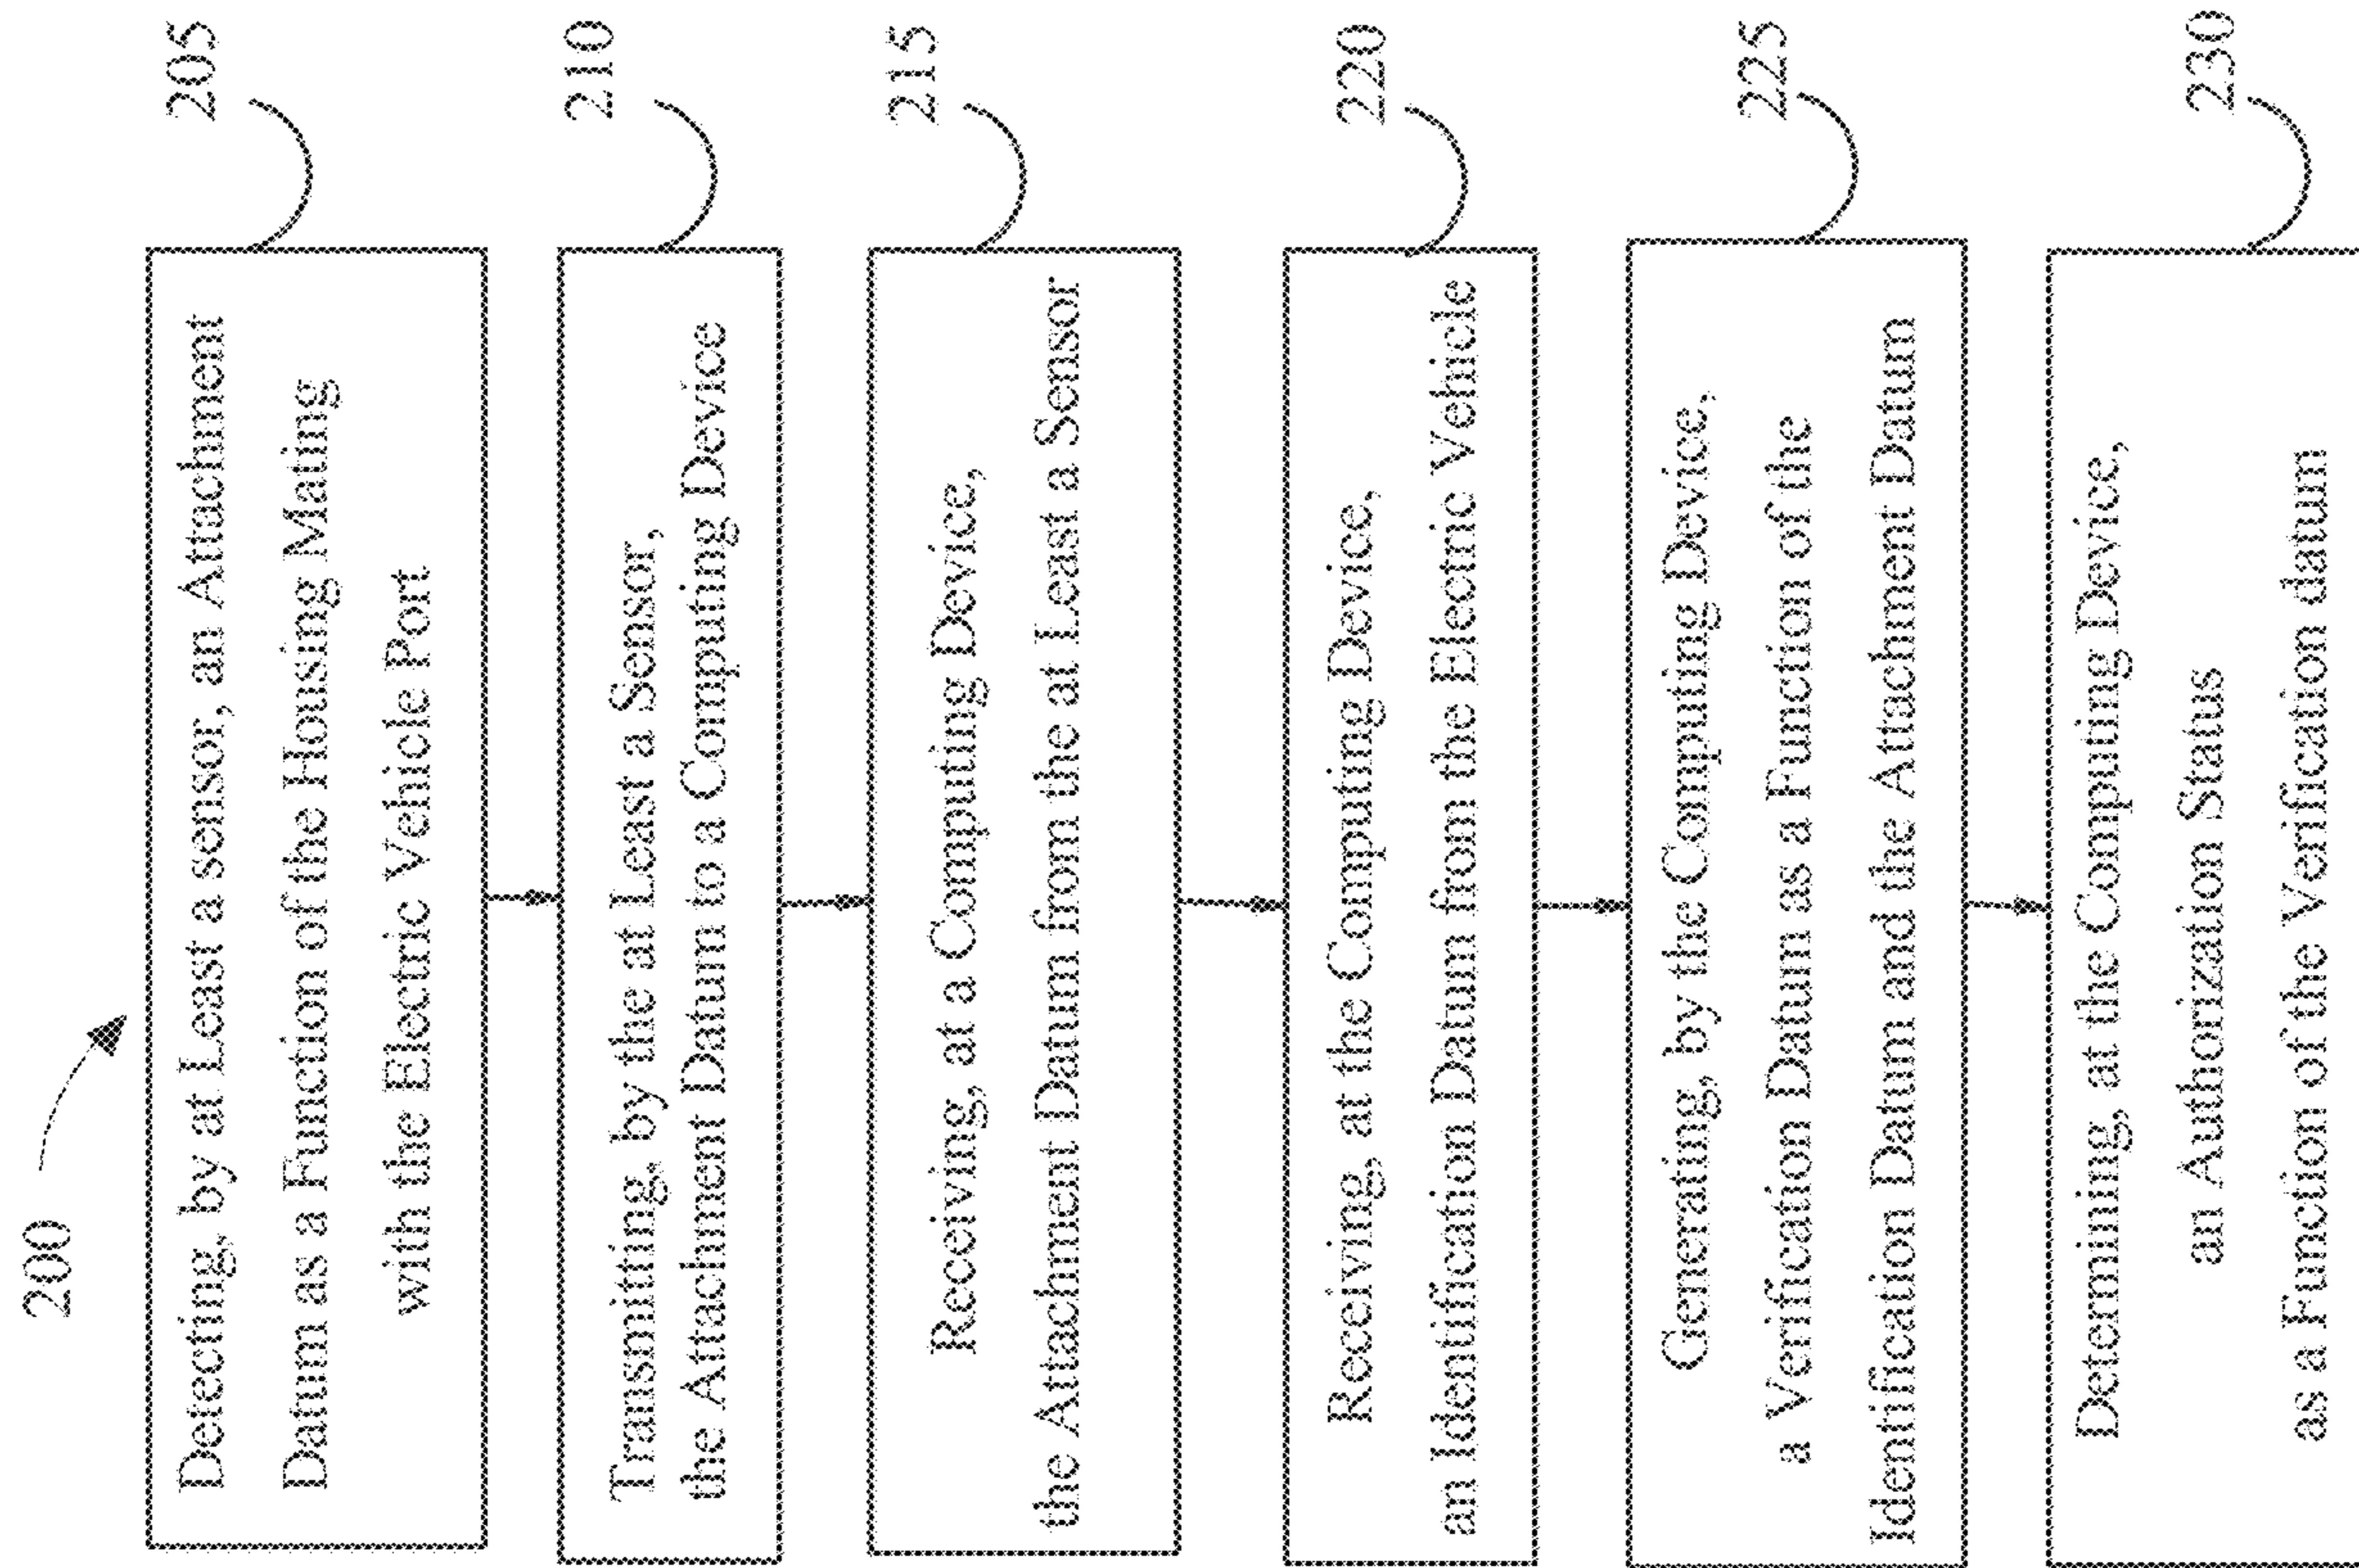 200
Detecting, by at Least a sensor, an Attachment
Datum as a Function of the Housing Mating
with the Electric Vehicle Port
205
Transmitting, by the at Least a Sensor,
the Attachment Datum to a Computing Device
210
Receiving, at a Computing Device,
the Attachment Datum from the at Least a Sensor
215
Receiving, at the Computing Device,
an Identification Datum from the Electric Vehicle
220
Generating, by the Computing Device,
a Verification Datum as a Function of the
Identification Datum and the Attachment Datum
225
Determining, at the Computing Device,
an Authorization Status
as a Function of the Verification datum
230